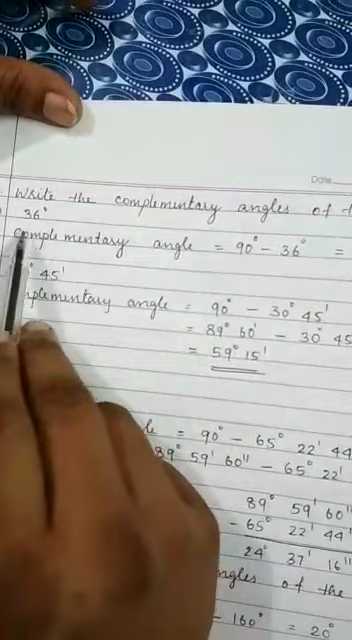 Date
Write the complementary angles of
36°
Complementary angle = 90° - 36° =
° 45'
mplementary angle = 90° - 30° 45'
= 89° 60' - 30° 45
= 59° 15'
le = 90° - 65° 22' 44
89° 59' 60" - 65° 22'
89° 59' 60"
- 65° 22' 44"
24° 37' 16"
ngles of the
- 160° = 20°